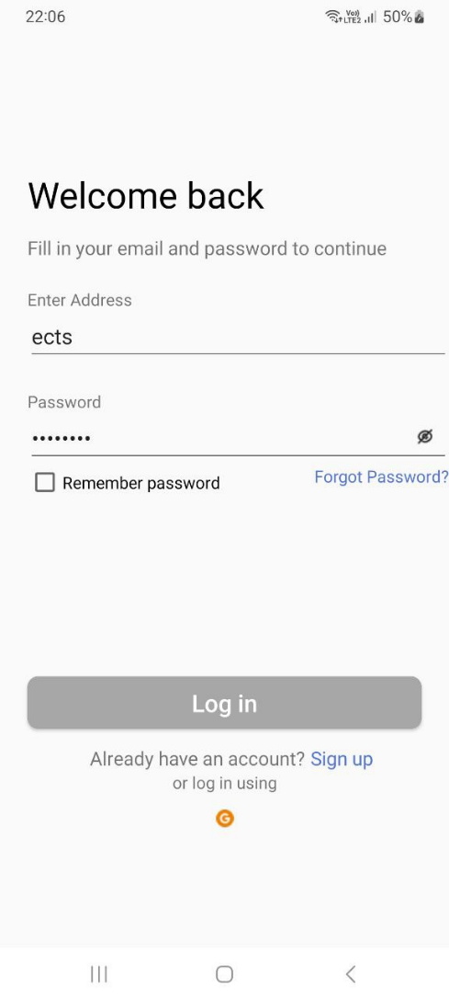 22:06 Vo)) LTE2 50%
Welcome back
Fill in your email and password to continue
Enter Address
ects
Password
••••••••
Remember password Forgot Password?
Log in
Already have an account? Sign up
or log in using
G